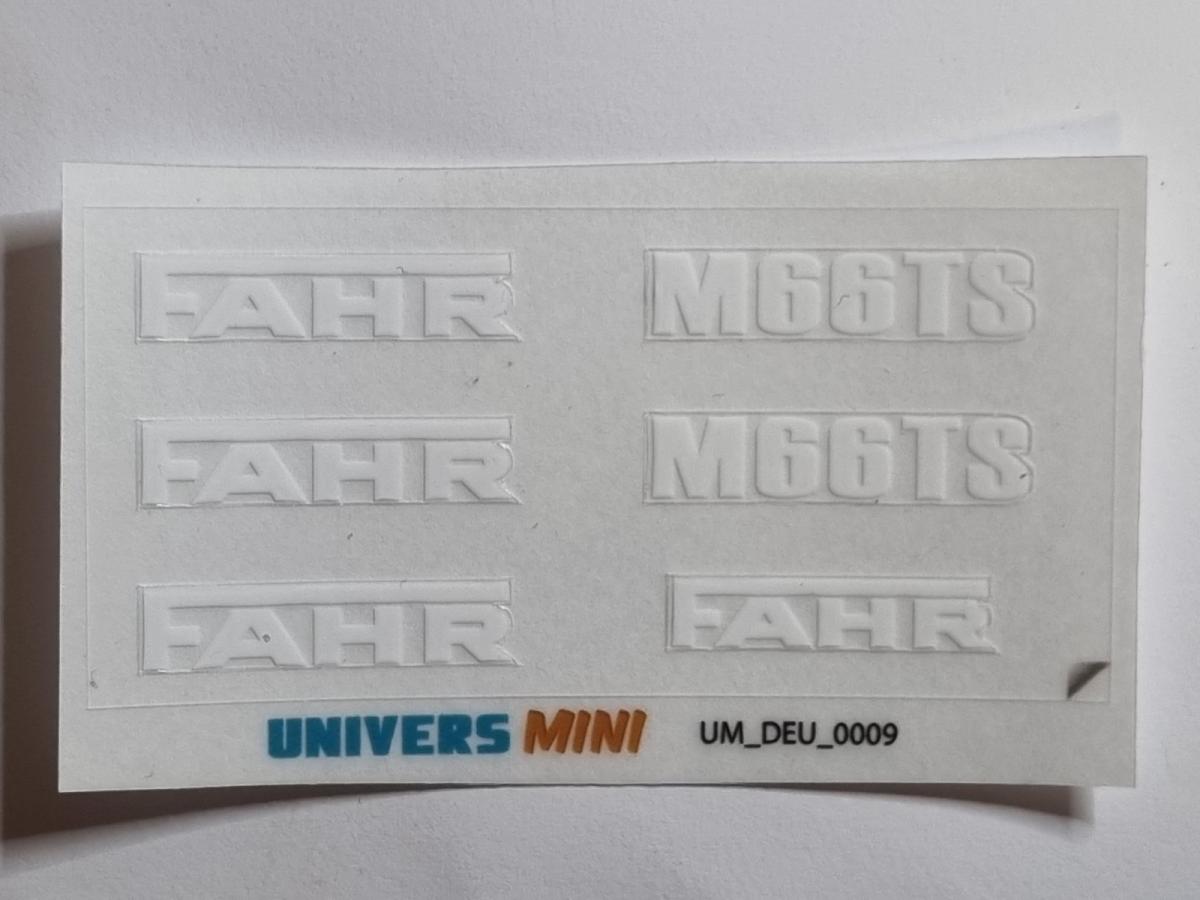 FAHR M66TS
FAHR M66TS
FAHR FAHR
UNIVERS MINI UM_DEU_0009